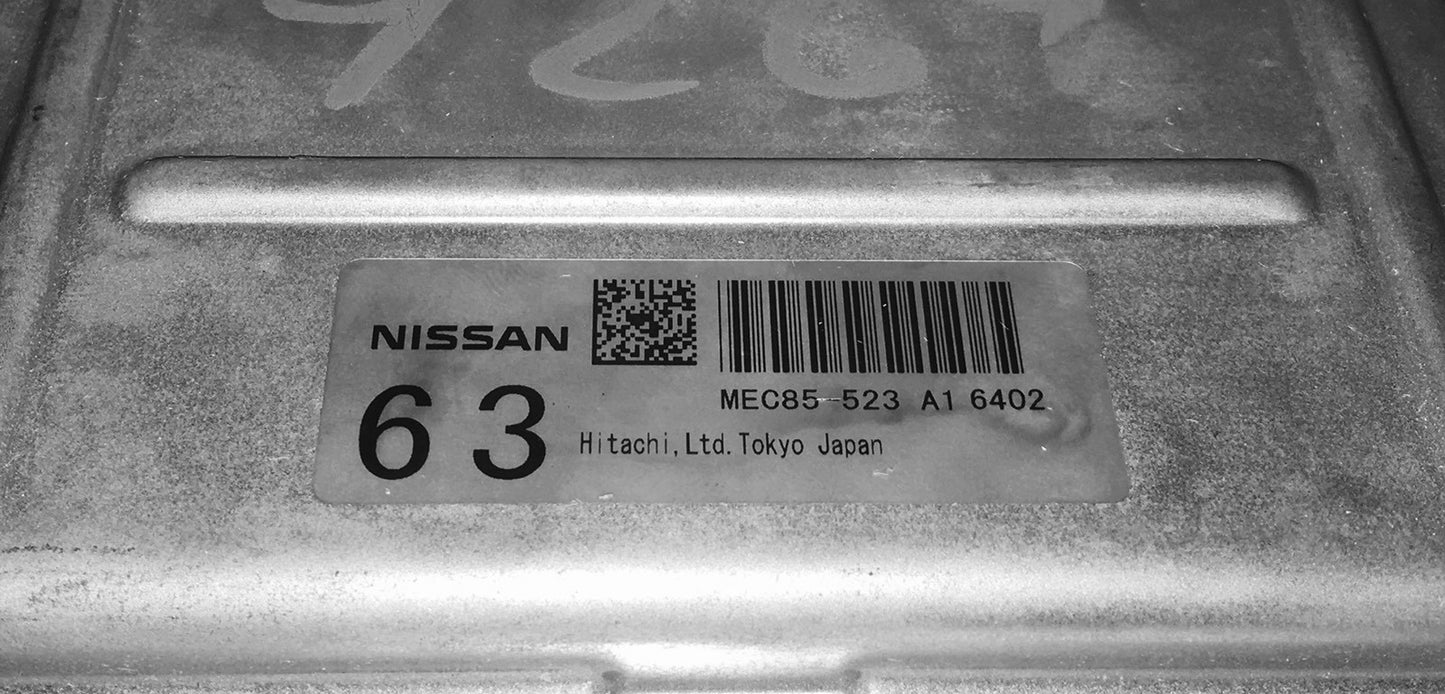 NISSAN
MEC85-523 A1 6402
63
Hitachi,Ltd.Tokyo Japan